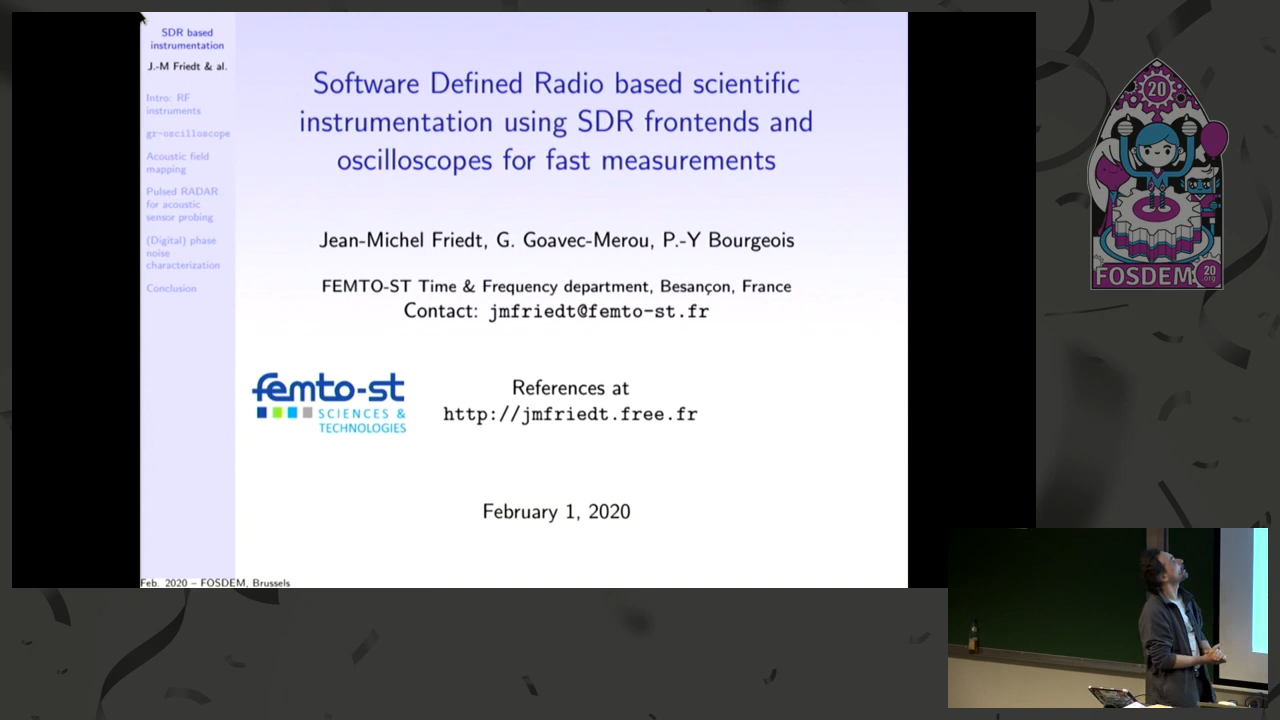 SDR based
instrumentation
J.-M Friedt & al.
Intro: RF
instruments
gr-oscilloscope
Acoustic field
mapping
Pulsed RADAR
for acoustic
sensor probing
(Digital) phase
noise
characterization
Conclusion
Software Defined Radio based scientific
instrumentation using SDR frontends and
oscilloscopes for fast measurements
Jean-Michel Friedt, G. Goavec-Merou, P.-Y Bourgeois
FEMTO-ST Time & Frequency department, Besançon, France
Contact: jmfriedt@femto-st.fr
femto-st
SCIENCES &
TECHNOLOGIES
References at
http://jmfriedt.free.fr
February 1, 2020
Feb. 2020 – FOSDEM, Brussels
20
FOSDEM
20
.org